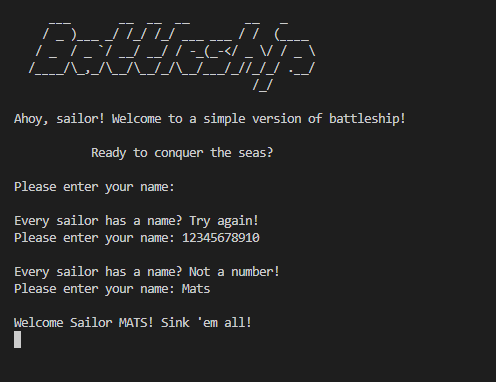 Battleship
Ahoy, sailor! Welcome to a simple version of battleship!
Ready to conquer the seas?
Please enter your name:
Every sailor has a name? Try again!
Please enter your name: 12345678910
Every sailor has a name? Not a number!
Please enter your name: Mats
Welcome Sailor MATS! Sink 'em all!